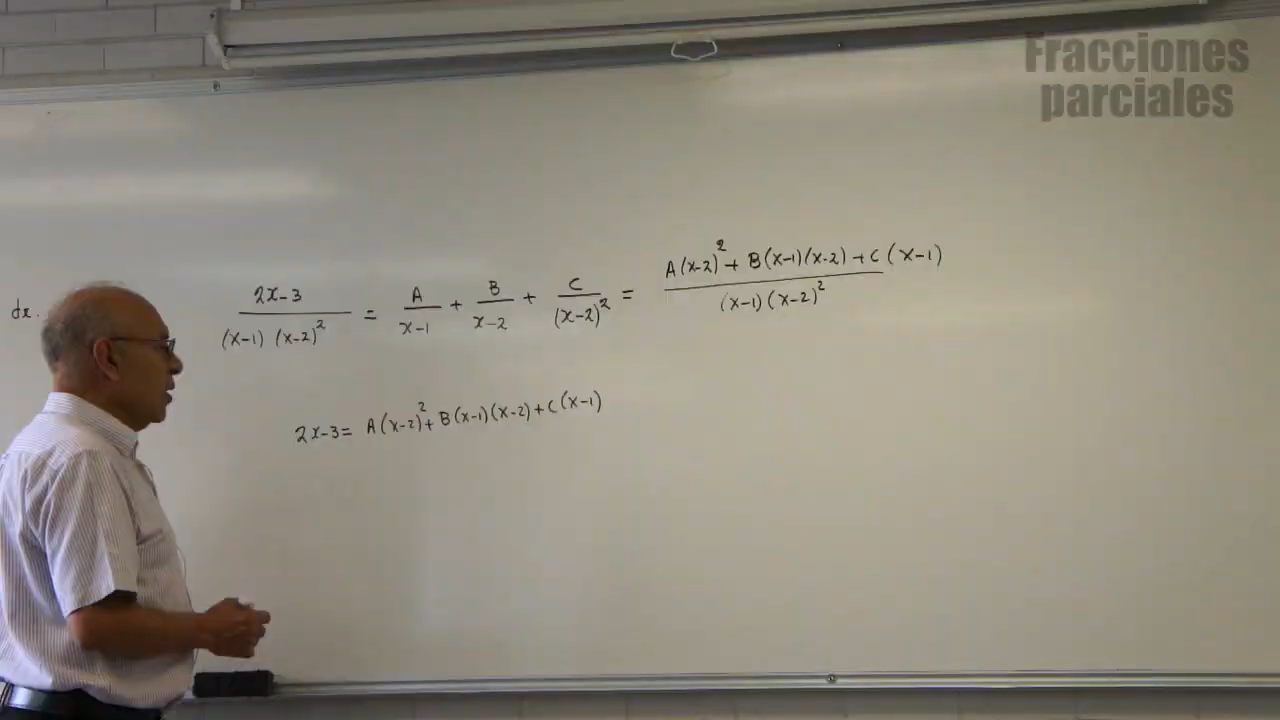 Fracciones
parciales
dx.
2x-3 / (x-1) (x-2)² = A / x-1 + B / x-2 + C / (x-2)² = A(x-2)² + B(x-1)(x-2) + C(x-1) / (x-1)(x-2)²
2x-3 = A(x-2)² + B(x-1)(x-2) + C(x-1)